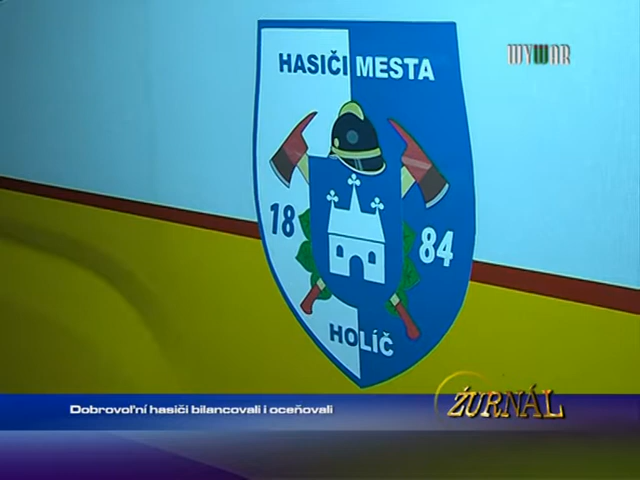 HASIČI MESTA
WYWAR
18 84
HOLÍČ
Dobrovoľní hasiči bilancovali i oceňovali
ŽURNÁL